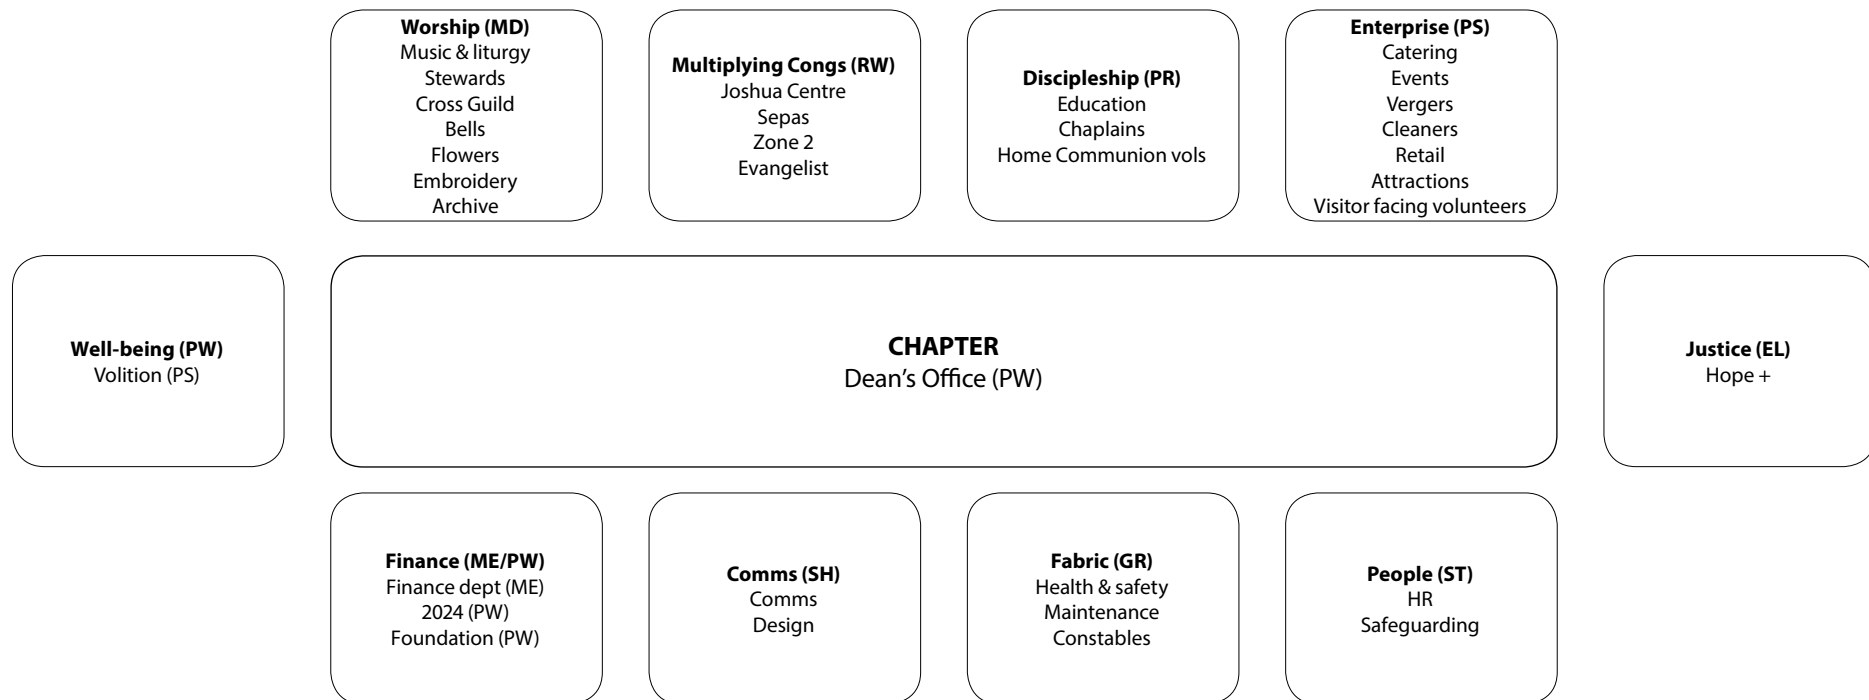 Worship (MD)
Music & liturgy
Stewards
Cross Guild
Bells
Flowers
Embroidery
Archive
Multiplying Congs (RW)
Joshua Centre
Sepas
Zone 2
Evangelist
Discipleship (PR)
Education
Chaplains
Home Communion vols
Enterprise (PS)
Catering
Events
Vergers
Cleaners
Retail
Attractions
Visitor facing volunteers
Well-being (PW)
Volition (PS)
CHAPTER
Dean’s Office (PW)
Justice (EL)
Hope +
Finance (ME/PW)
Finance dept (ME)
2024 (PW)
Foundation (PW)
Comms (SH)
Comms
Design
Fabric (GR)
Health & safety
Maintenance
Constables
People (ST)
HR
Safeguarding